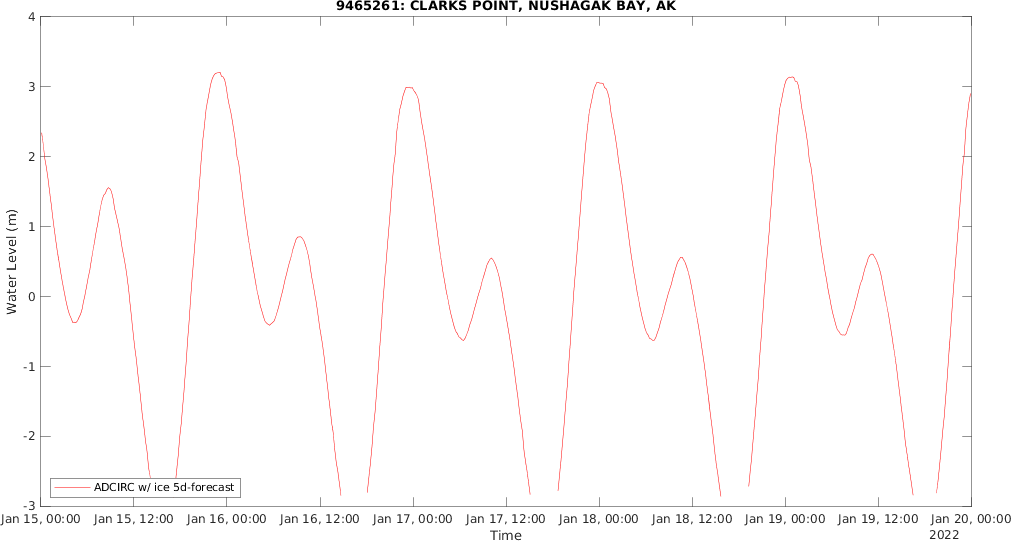 9465261: CLARKS POINT, NUSHAGAK BAY, AK
4
3
2
1
0
-1
-2
-3
Water Level (m)
ADCIRC w/ ice 5d-forecast
Jan 15, 00:00 Jan 15, 12:00 Jan 16, 00:00 Jan 16, 12:00 Jan 17, 00:00 Jan 17, 12:00 Jan 18, 00:00 Jan 18, 12:00 Jan 19, 00:00 Jan 19, 12:00 Jan 20, 00:00
Time
2022